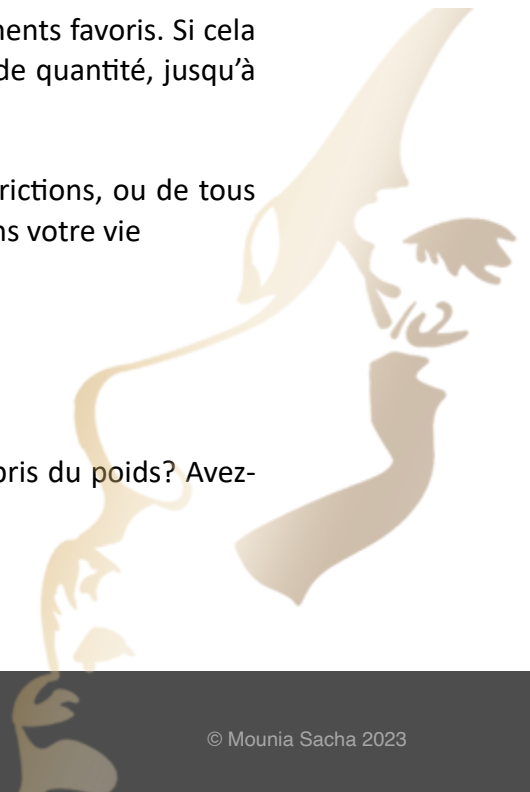 ments favoris. Si cela
de quantité, jusqu'à
rictions, ou de tous
ns votre vie
pris du poids? Avez-
© Mounia Sacha 2023